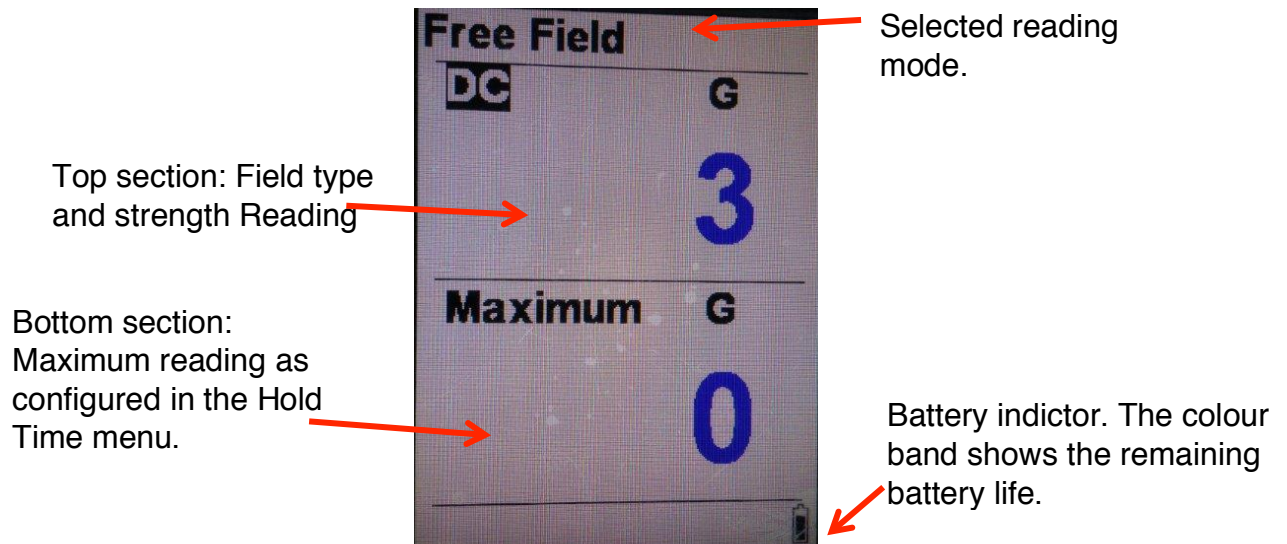 Selected reading
mode.
Free Field
DC G
3
Top section: Field type
and strength Reading
Maximum G
0
Bottom section:
Maximum reading as
configured in the Hold
Time menu.
Battery indictor. The colour
band shows the remaining
battery life.